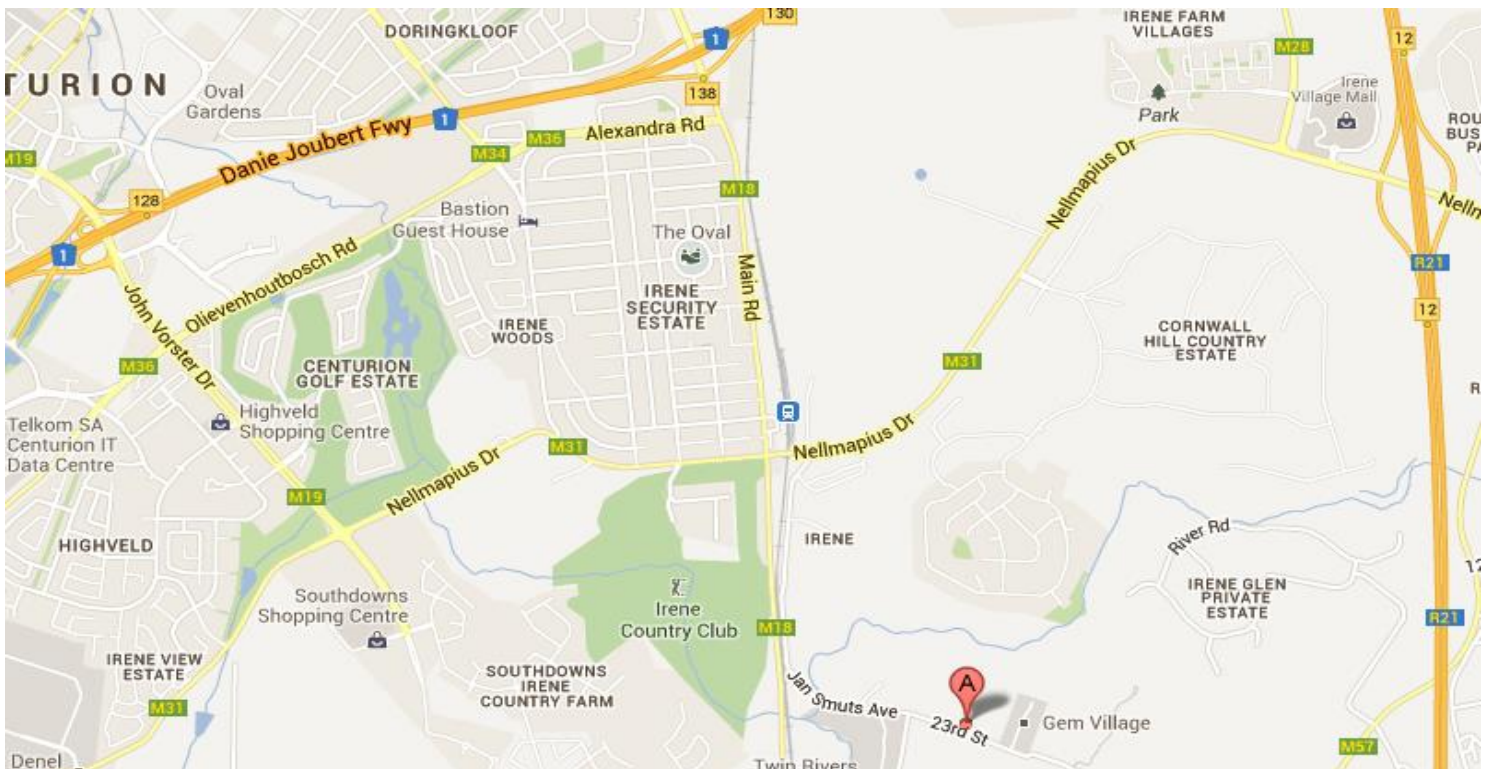 130
IRENE FARM
VILLAGES
DORINGKLOOF
1
12
M28
TURION
Oval
Gardens
138
Irene
Village Mall
Park
1
Danie Joubert Fwy
M36
Alexandra Rd
M34
M19
ROU
BUS
PA
Nellmapius Dr
M18
128
Bastion
Guest House
The Oval
Nellm
1
Olievenhoutbosch Rd
Main Rd
R21
John Vorster Dr
IRENE
SECURITY
ESTATE
IRENE
WOODS
12
CORNWALL
HILL COUNTRY
ESTATE
M36
CENTURION
GOLF ESTATE
M31
R
Highveld
Shopping Centre
Telkom SA
Centurion IT
Data Centre
M31
Nellmapius Dr
Nellmapius Dr
M19
HIGHVELD
IRENE
River Rd
12
IRENE GLEN
PRIVATE
ESTATE
Southdowns
Shopping Centre
Irene
Country Club
M18
R21
IRENE VIEW
ESTATE
SOUTHDOWNS
IRENE
COUNTRY FARM
Jan Smuts Ave
A
M31
23rd St
Gem Village
M57
Denel
Twin Rivers